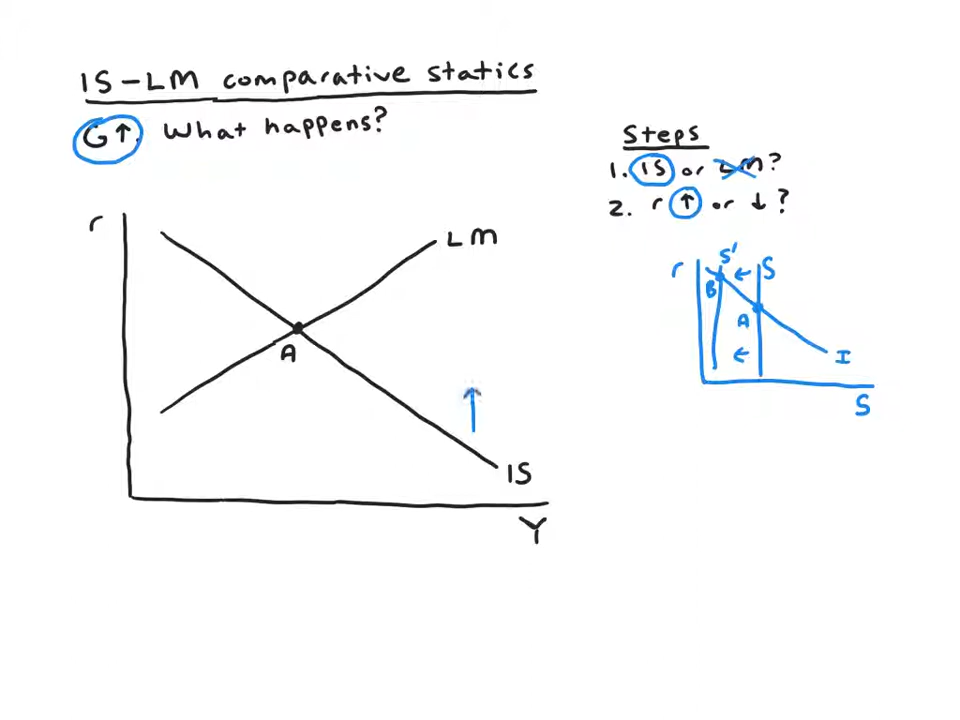 IS-LM comparative statics
G↑. What happens?
Steps
1. IS or LM?
2. r ↑ or ↓?
r
LM
A
IS
Y
r
S'
S
B
A
I
S